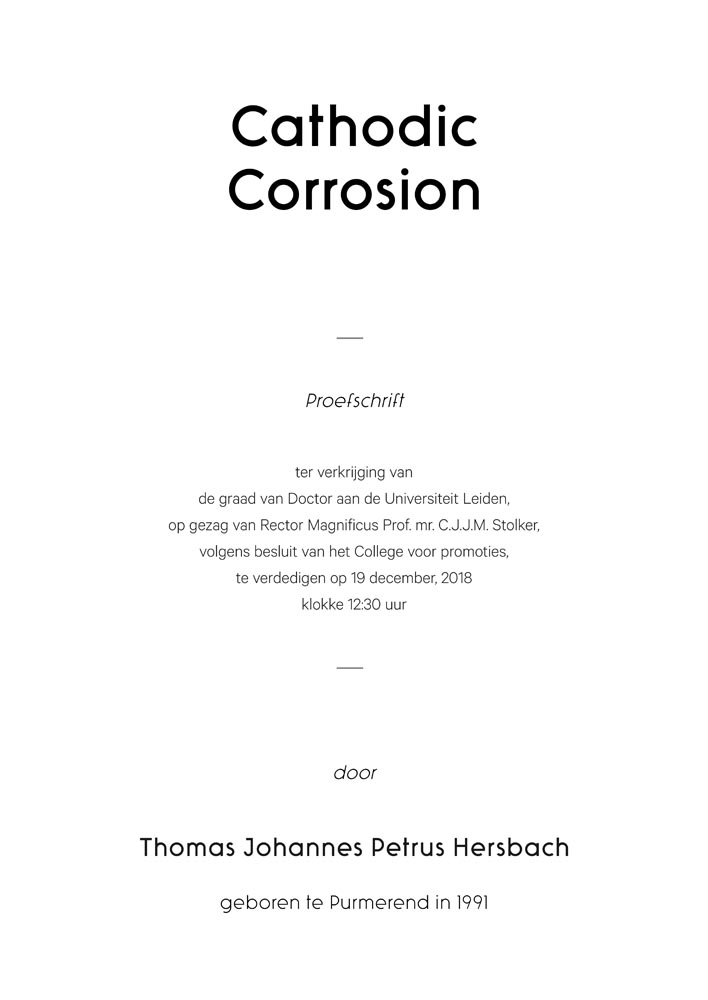 Cathodic
Corrosion
Proefschrift
ter verkrijging van
de graad van Doctor aan de Universiteit Leiden,
op gezag van Rector Magnificus Prof. mr. C.J.J.M. Stolker,
volgens besluit van het College voor promoties,
te verdedigen op 19 december, 2018
klokke 12:30 uur
door
Thomas Johannes Petrus Hersbach
geboren te Purmerend in 1991